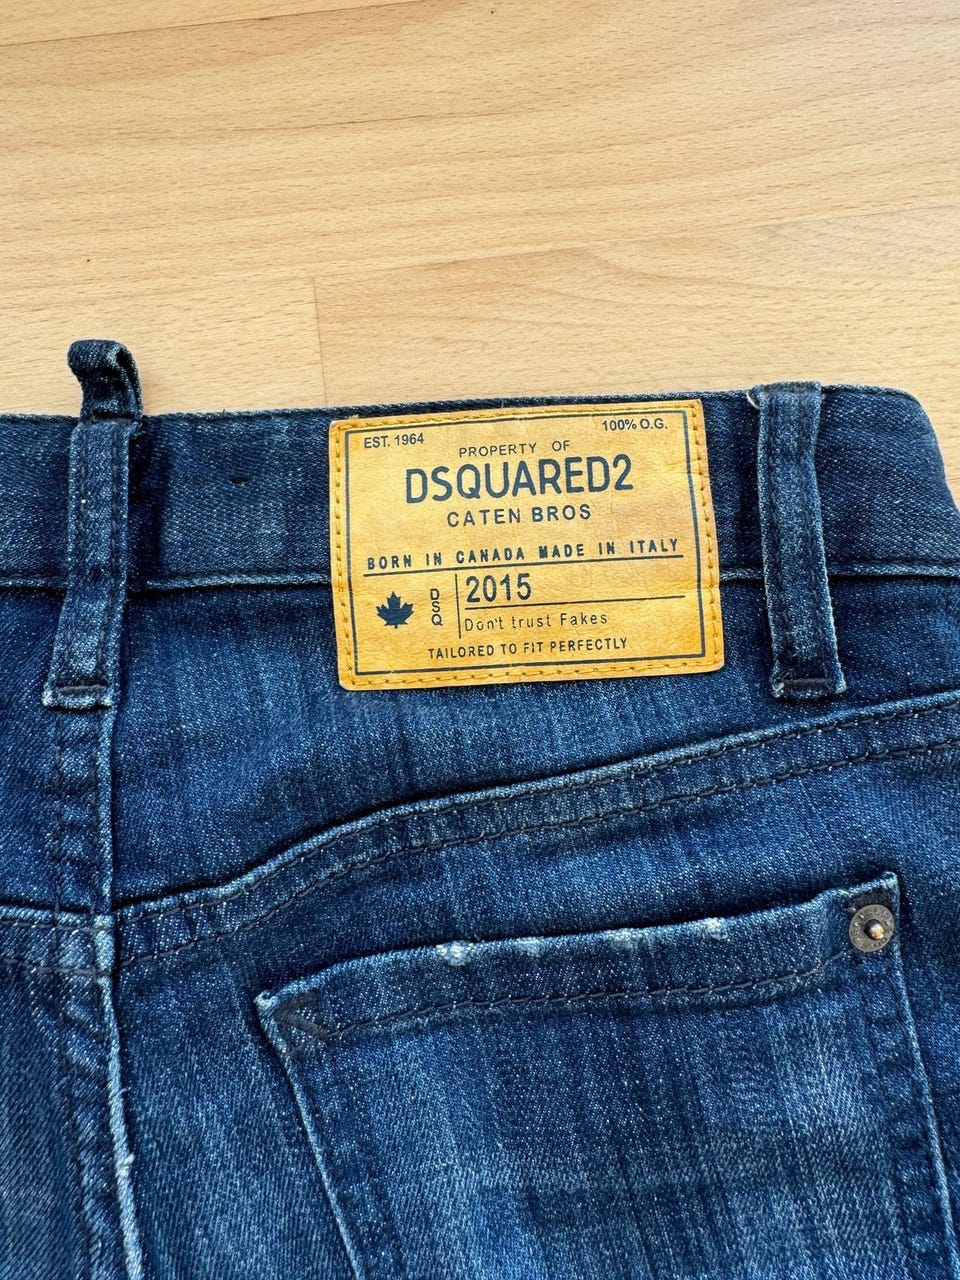 EST. 1964
100% O.G.
PROPERTY OF
DSQUARED2
CATEN BROS
BORN IN CANADA MADE IN ITALY
DSQ
2015
Don't trust Fakes
TAILORED TO FIT PERFECTLY